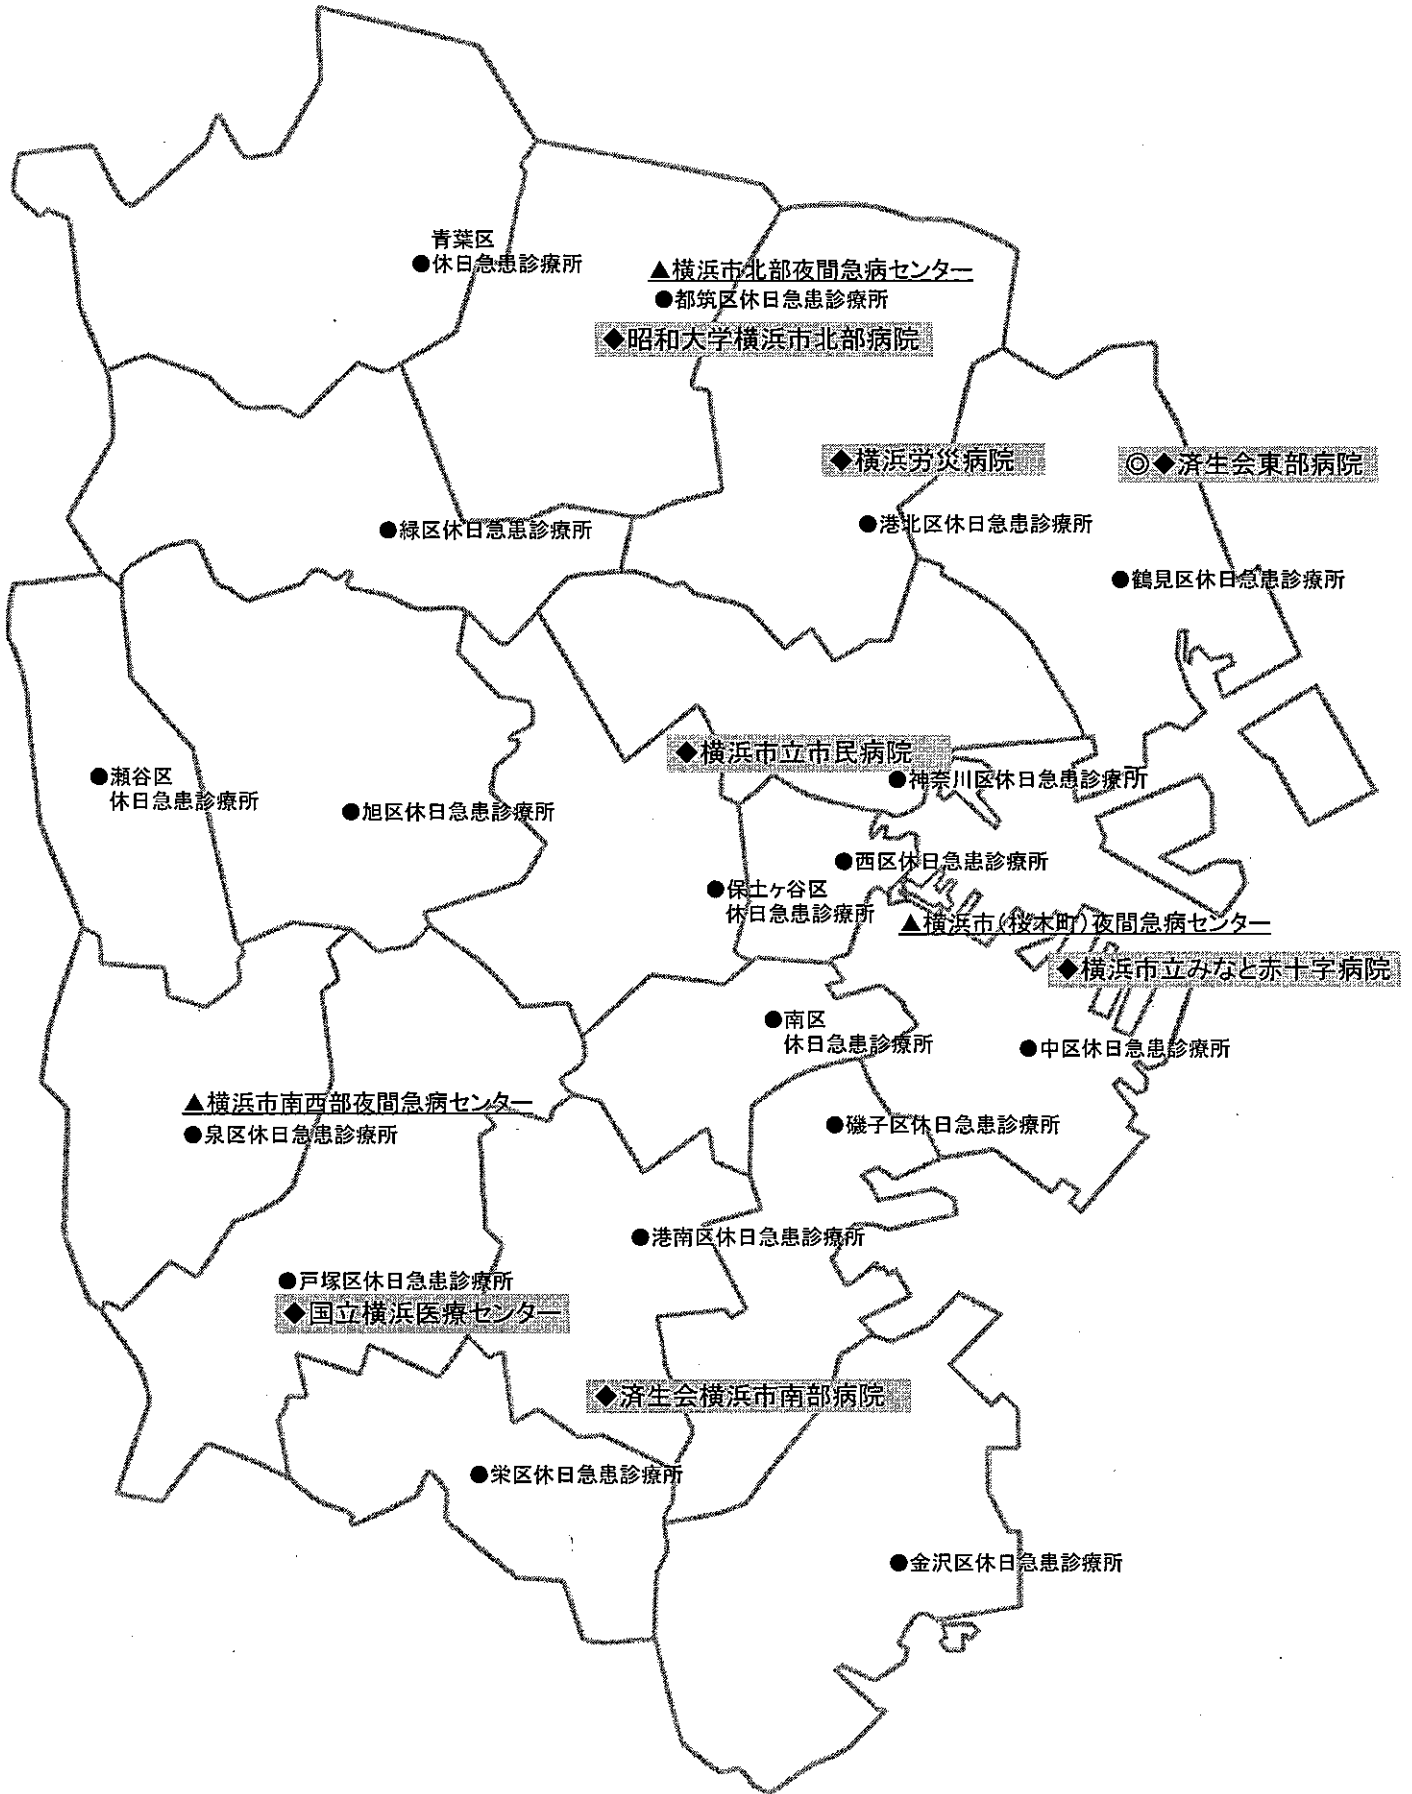 青葉区
●休日急患診療所
▲横浜市北部夜間急病センター
●都筑区休日急患診療所
◆昭和大学横浜市北部病院
◆横浜労災病院
◎◆済生会東部病院
●緑区休日急患診療所
●港北区休日急患診療所
●鶴見区休日急患診療所
◆横浜市立市民病院
●瀬谷区
休日急患診療所
●神奈川区休日急患診療所
●旭区休日急患診療所
●西区休日急患診療所
●保土ヶ谷区
休日急患診療所
▲横浜市(桜木町)夜間急病センター
◆横浜市立みなと赤十字病院
●南区
休日急患診療所
●中区休日急患診療所
▲横浜市南西部夜間急病センター
●泉区休日急患診療所
●磯子区休日急患診療所
●港南区休日急患診療所
●戸塚区休日急患診療所
◆国立横浜医療センター
◆済生会横浜市南部病院
●栄区休日急患診療所
●金沢区休日急患診療所